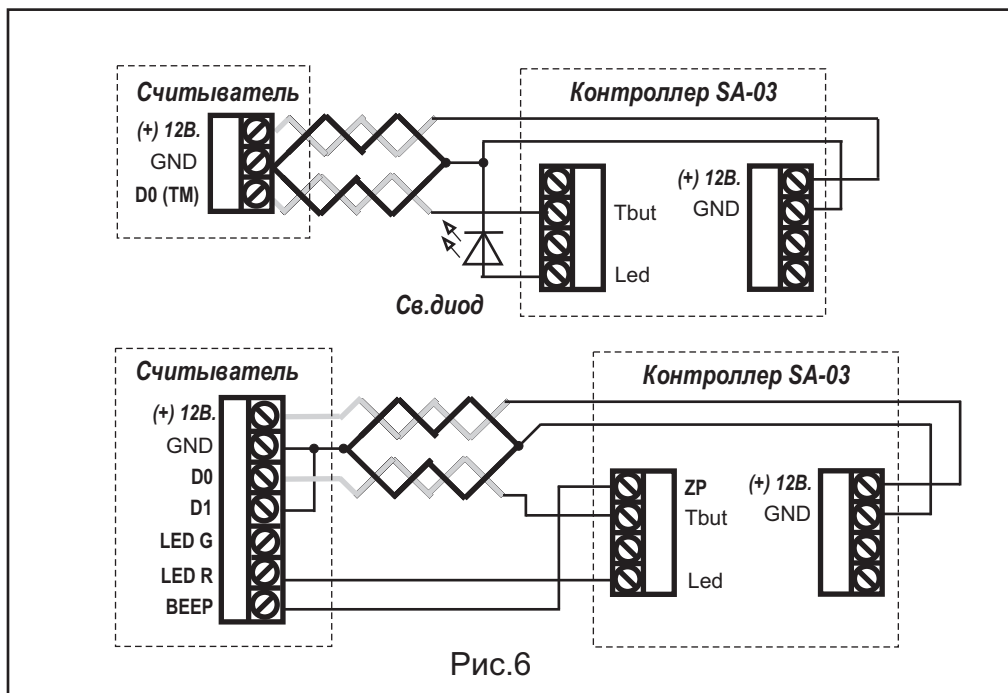 Считыватель
(+) 12В.
GND
D0 (TM)
Контроллер SA-03
Tbut
Led
(+) 12В.
GND
Св.диод
Считыватель
(+) 12В.
GND
D0
D1
LED G
LED R
BEEP
Контроллер SA-03
ZP
Tbut
Led
(+) 12В.
GND
Рис.6